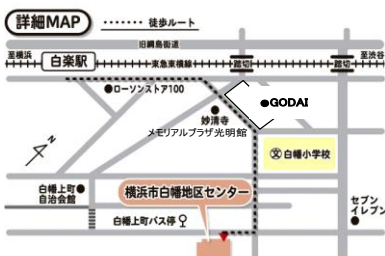 詳細MAP
‥‥‥‥ 徒歩ルート
旧綱島街道
至横浜
白楽駅
東急東横線
踏切
踏切
至渋谷
●ローソンストア100
妙清寺
メモリアルプラザ光明館
●GODAI
N
文 白幡小学校
白幡上町●
自治会館
横浜市白幡地区センター
白幡上町バス停
セブン
イレブン